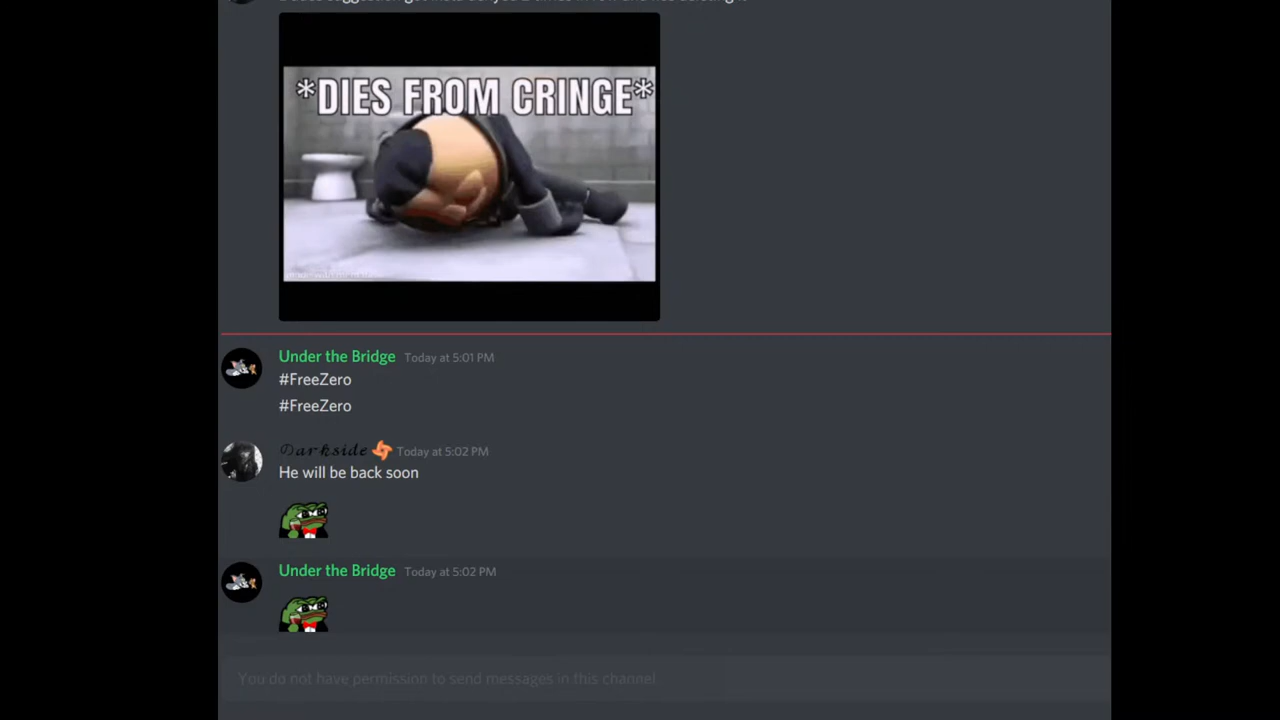 *DIES FROM CRINGE*
Under the Bridge Today at 5:01 PM
#FreeZero
#FreeZero
Darkside Today at 5:02 PM
He will be back soon
Under the Bridge Today at 5:02 PM
You do not have permission to send messages in this channel.